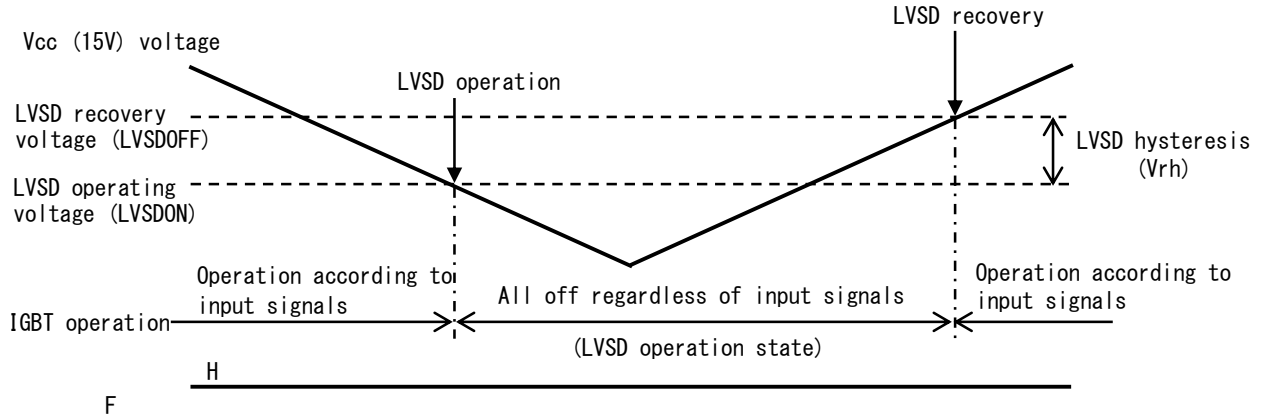 LVSD recovery
Vcc (15V) voltage
LVSD operation
LVSD recovery
voltage (LVSDOFF)
LVSD hysteresis
(Vrh)
LVSD operating
voltage (LVSDON)
Operation according to
input signals
All off regardless of input signals
Operation according to
input signals
IGBT operation
(LVSD operation state)
H
F